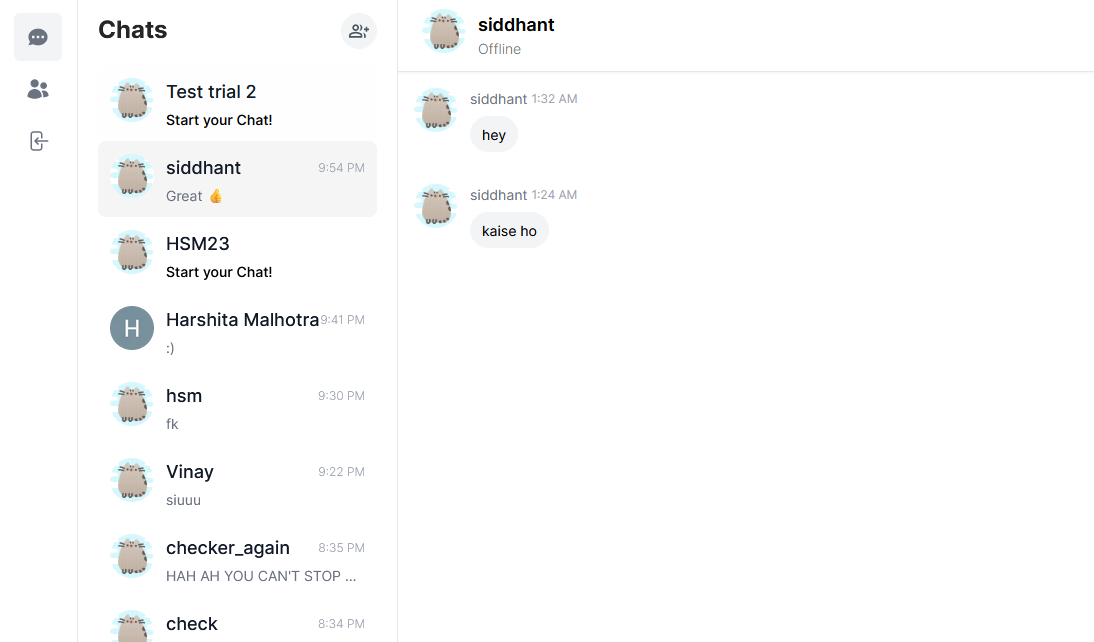 Chats
Test trial 2
Start your Chat!
siddhant 9:54 PM
Great 👍
HSM23
Start your Chat!
H
Harshita Malhotra 9:41 PM
:)
hsm 9:30 PM
fk
Vinay 9:22 PM
siuuu
checker_again 8:35 PM
HAH AH YOU CAN'T STOP ...
check 8:34 PM
siddhant
Offline
siddhant 1:32 AM
hey
siddhant 1:24 AM
kaise ho